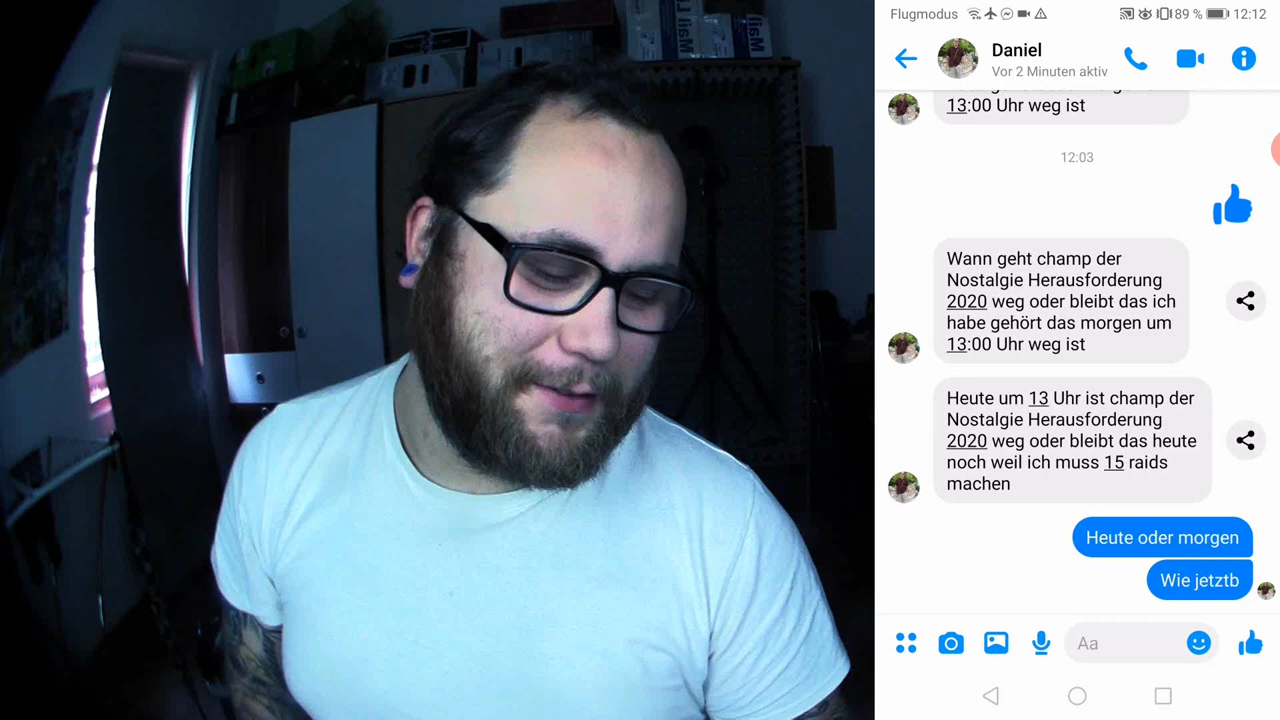 Flugmodus
89 %
12:12
Daniel
Vor 2 Minuten aktiv
13:00 Uhr weg ist
12:03
Wann geht champ der
Nostalgie Herausforderung
2020 weg oder bleibt das ich
habe gehört das morgen um
13:00 Uhr weg ist
Heute um 13 Uhr ist champ der
Nostalgie Herausforderung
2020 weg oder bleibt das heute
noch weil ich muss 15 raids
machen
Heute oder morgen
Wie jetztb
Aa